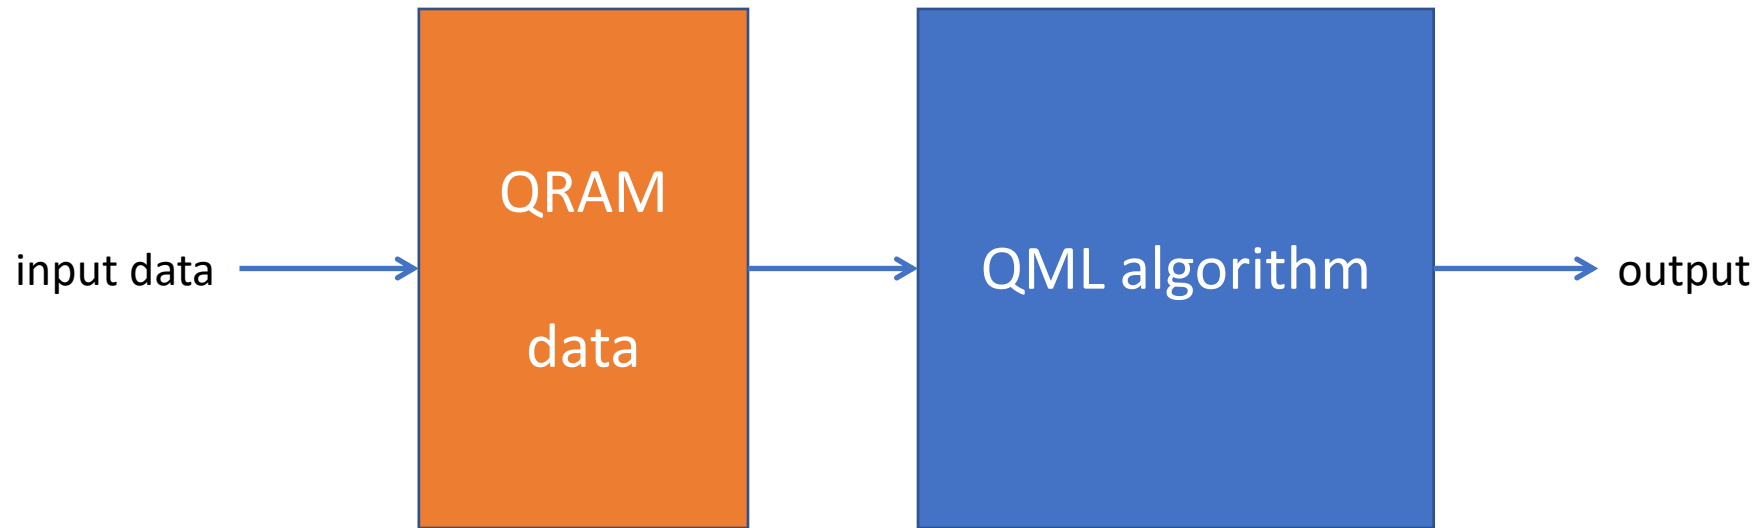 input data
QRAM
data
QML algorithm
output